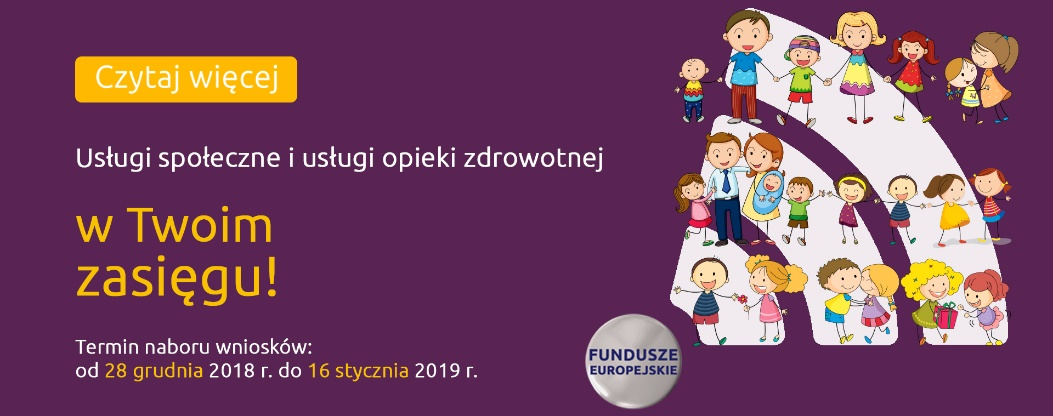 Czytaj więcej
Usługi społeczne i usługi opieki zdrowotnej
w Twoim
zasięgu!
Termin naboru wniosków:
od 28 grudnia 2018 r. do 16 stycznia 2019 r.
FUNDUSZE
EUROPEJSKIE